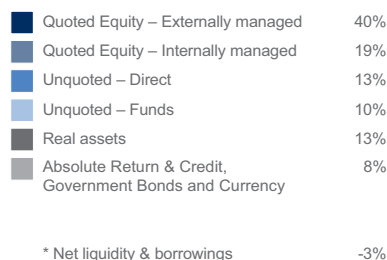 Quoted Equity – Externally managed 40%
Quoted Equity – Internally managed 19%
Unquoted – Direct 13%
Unquoted – Funds 10%
Real assets 13%
Absolute Return & Credit, 8%
Government Bonds and Currency
* Net liquidity & borrowings -3%